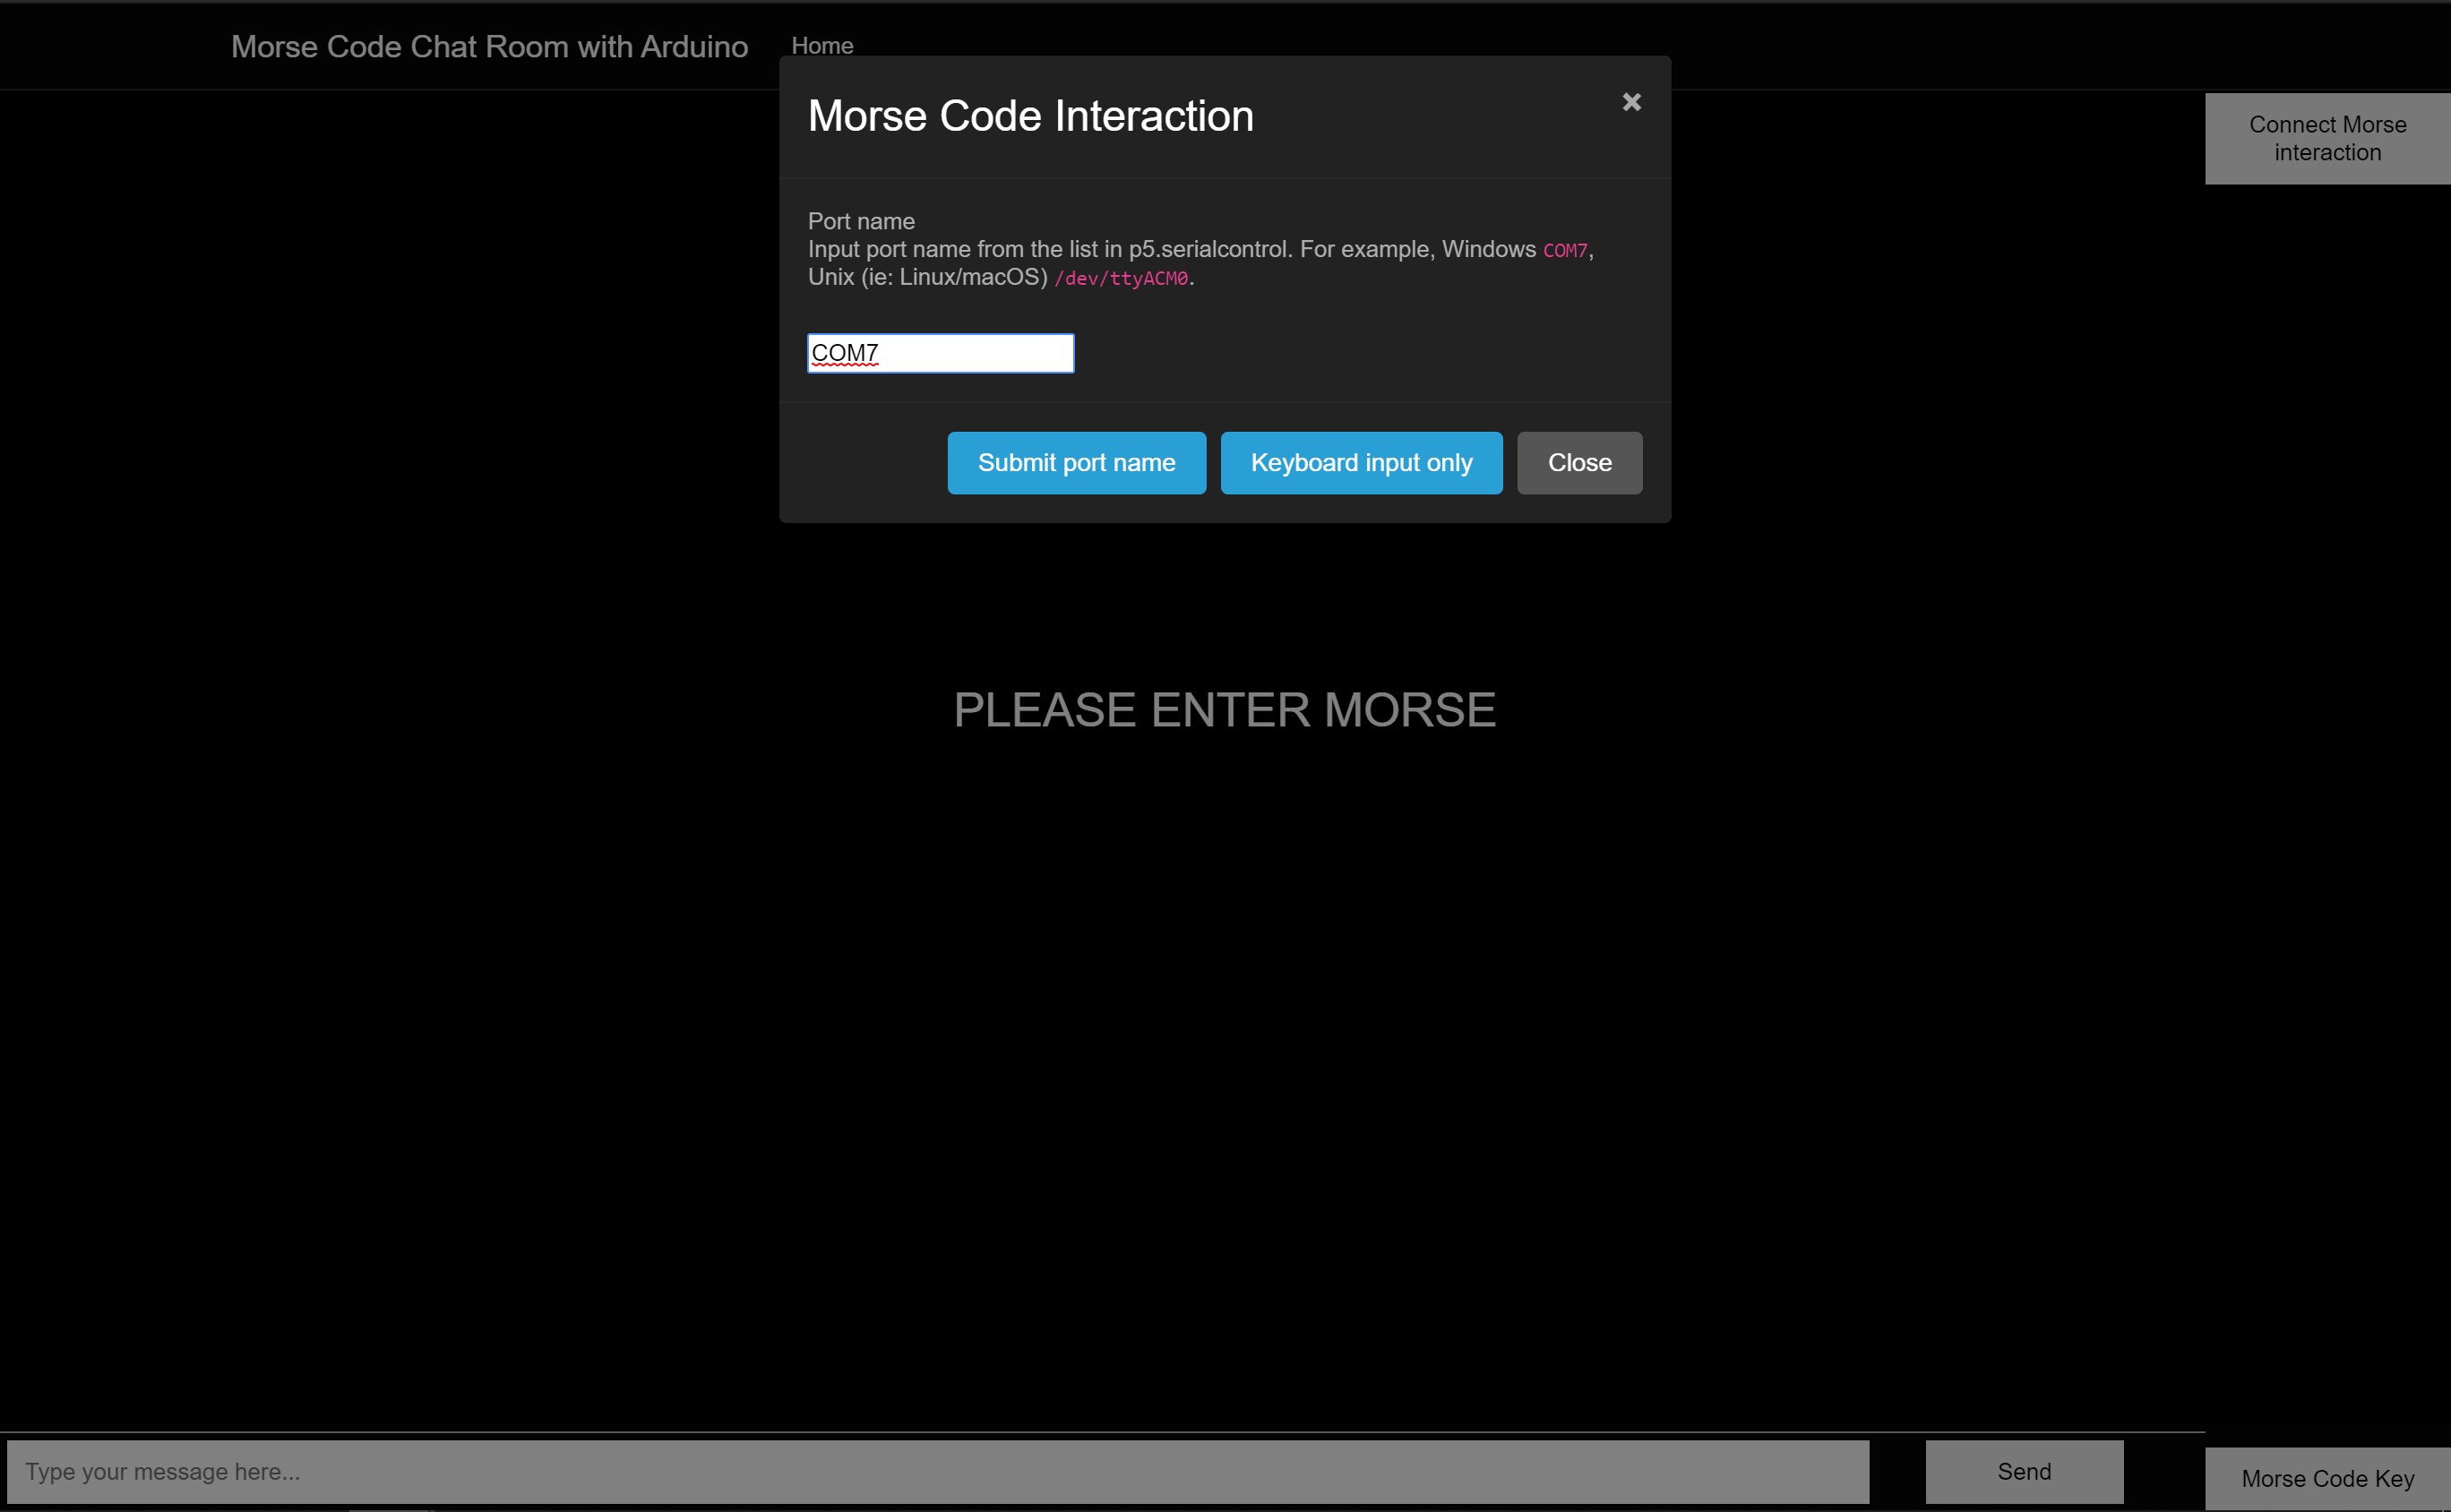 Morse Code Chat Room with Arduino Home
Morse Code Interaction
×
Connect Morse
interaction
Port name
Input port name from the list in p5.serialcontrol. For example, Windows COM7,
Unix (ie: Linux/macOS) /dev/ttyACM0.
COM7
Submit port name Keyboard input only Close
PLEASE ENTER MORSE
Type your message here... Send Morse Code Key